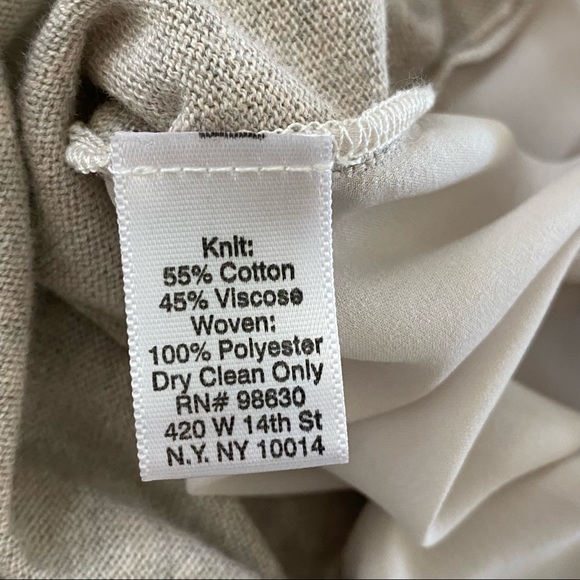 Knit:
55% Cotton
45% Viscose
Woven:
100% Polyester
Dry Clean Only
RN# 98630
420 W 14th St
N.Y. NY 10014